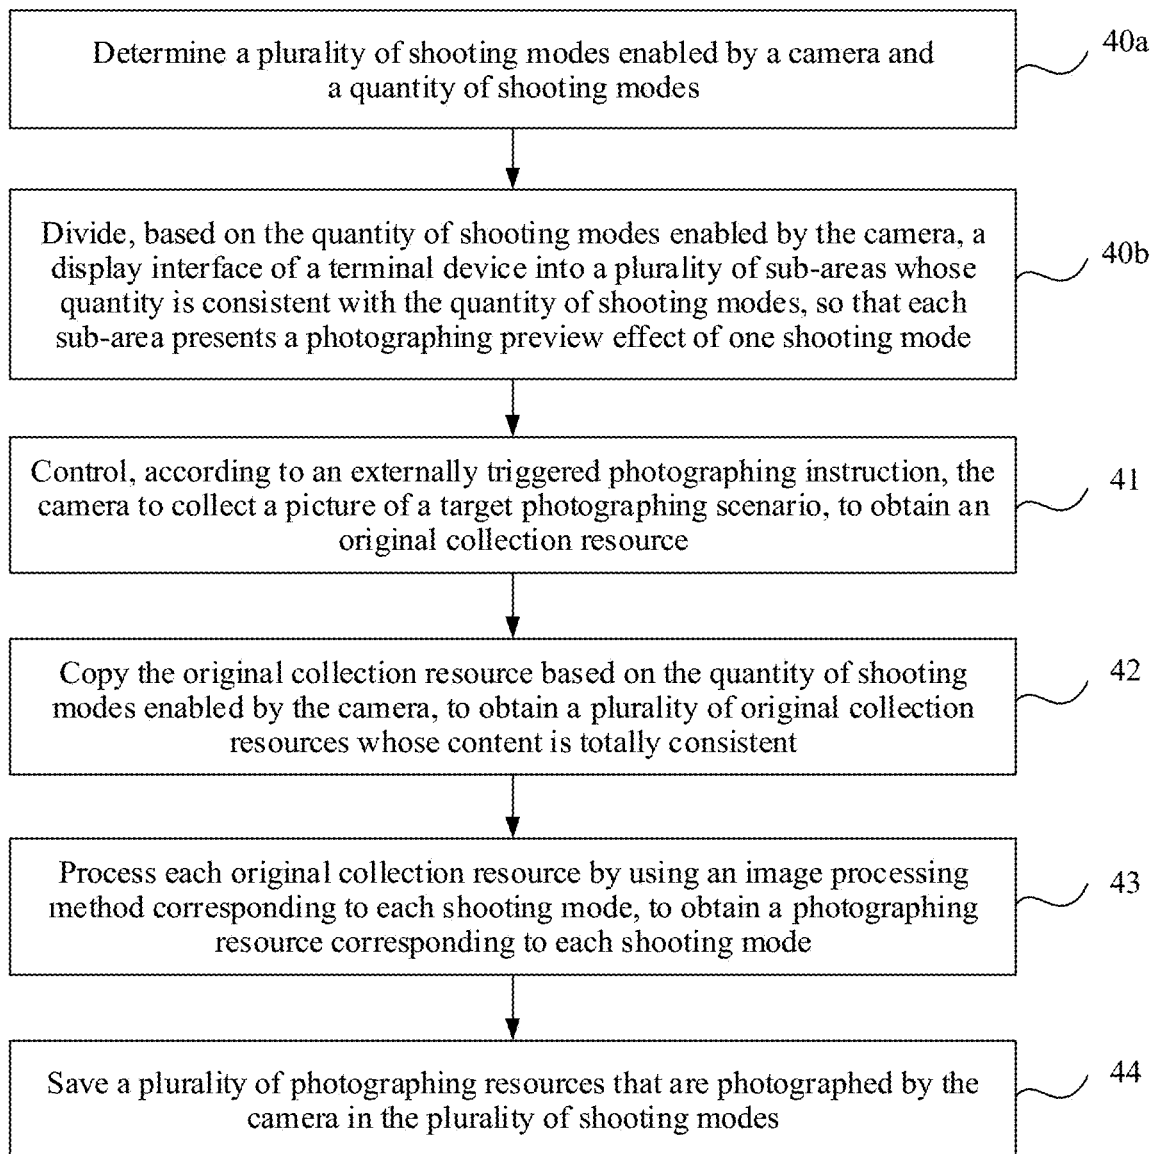 Determine a plurality of shooting modes enabled by a camera and
a quantity of shooting modes
40a
Divide, based on the quantity of shooting modes enabled by the camera, a
display interface of a terminal device into a plurality of sub-areas whose
quantity is consistent with the quantity of shooting modes, so that each
sub-area presents a photographing preview effect of one shooting mode
40b
Control, according to an externally triggered photographing instruction, the
camera to collect a picture of a target photographing scenario, to obtain an
original collection resource
41
Copy the original collection resource based on the quantity of shooting
modes enabled by the camera, to obtain a plurality of original collection
resources whose content is totally consistent
42
Process each original collection resource by using an image processing
method corresponding to each shooting mode, to obtain a photographing
resource corresponding to each shooting mode
43
Save a plurality of photographing resources that are photographed by the
camera in the plurality of shooting modes
44